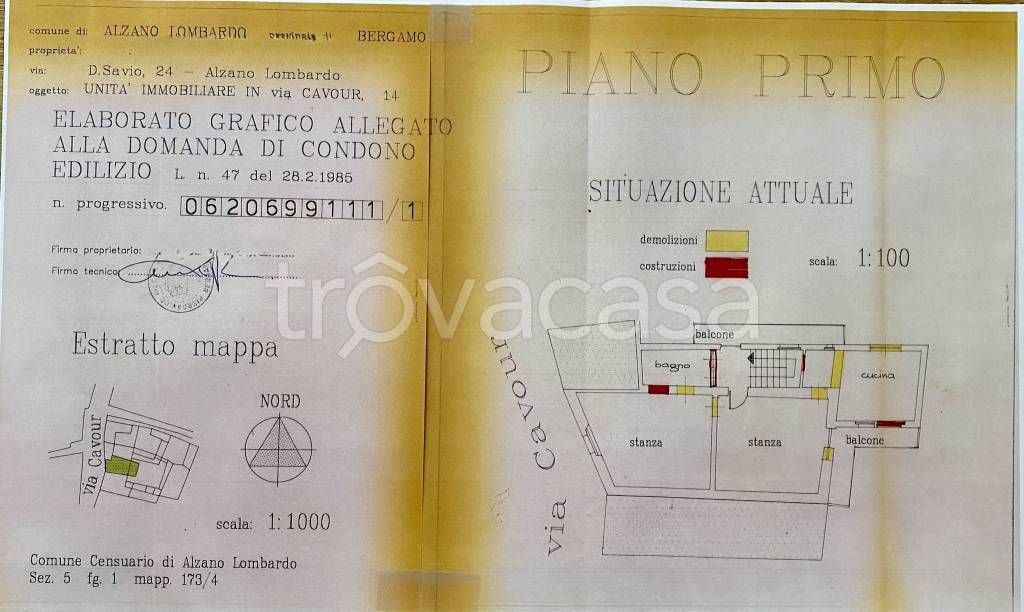 comune di: ALZANO LOMBARDO BERGAMO
proprieta':
via: D.Savio, 24 - Alzano Lombardo
oggetto: UNITA' IMMOBILIARE IN via CAVOUR, 14
ELABORATO GRAFICO ALLEGATO
ALLA DOMANDA DI CONDONO
EDILIZIO L. n. 47 del 28.2.1985
n. progressivo. 0620699111/1
Firma proprietario:
Firma tecnico:
Estratto mappa
NORD
via Cavour
scala: 1:1000
Comune Censuario di Alzano Lombardo
Sez. 5 fg. 1 mapp. 173/4
PIANO PRIMO
SITUAZIONE ATTUALE
demolizioni
costruzioni
scala: 1:100
trovacasa
balcone
bagno
cucina
stanza
stanza
balcone
via Cavour